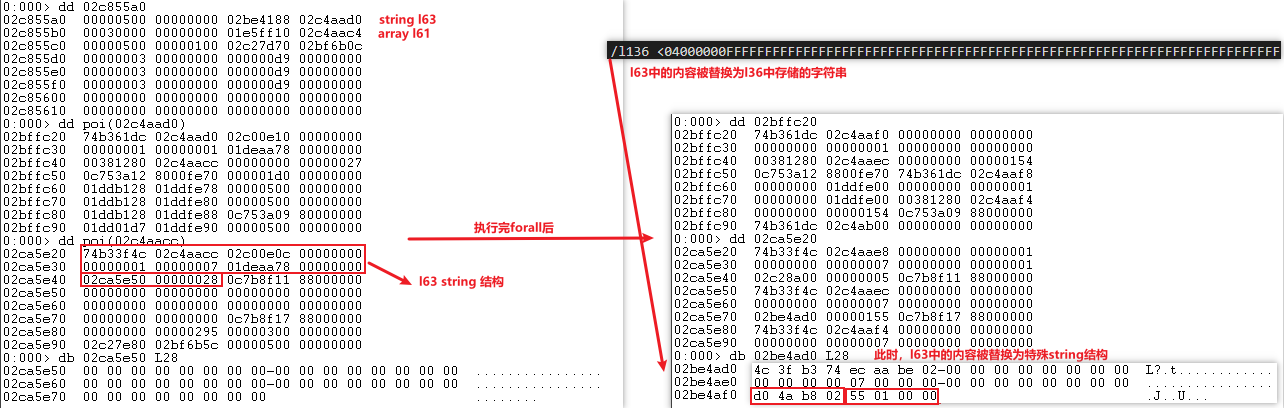 0:000> dd 02c855a0
02c855a0 00000500 00000000 02be4188 02c4aad0
02c855b0 00030000 00000000 01e5ff10 02c4aac4
02c855c0 00000500 00000100 02c27d70 02bf6b0c
02c855d0 00000003 00000000 000000d9 00000000
02c855e0 00000003 00000000 000000d9 00000000
02c855f0 00000003 00000000 000000d9 00000000
02c85600 00000000 00000000 00000000 00000000
02c85610 00000000 00000000 00000000 00000000
0:000> dd poi(02c4aad0)
02bffc20 74b361dc 02c4aad0 02c00e10 00000000
02bffc30 00000001 00000001 01deaa78 00000000
02bffc40 00381280 02c4aacc 00000000 00000027
02bffc50 0c753a12 8800fe70 000001d0 00000000
02bffc60 01ddb128 01ddfe78 00000500 00000000
02bffc70 01ddb128 01ddfe80 00000500 00000000
02bffc80 01ddb128 01ddfe88 0c753a09 88000000
02bffc90 01dd01d7 01ddfe90 00000500 00000000
0:000> dd poi(02c4aacc)
02ca5e20 74b33f4c 02c4aacc 02c00e0c 00000000
02ca5e30 00000001 00000007 01deaa78 00000000
02ca5e40 02ca5e50 00000028 0c7b8f11 88000000
02ca5e50 00000000 00000000 00000000 00000000
02ca5e60 00000000 00000000 00000000 00000000
02ca5e70 00000000 00000000 0c7b8f17 88000000
02ca5e80 00000000 00000295 00000300 00000000
02ca5e90 02c27e80 02bf6b5c 00000500 00000000
0:000> db 02ca5e50 L28
02ca5e50 00 00 00 00 00 00 00 00-00 00 00 00 00 00 00 00 ................
02ca5e60 00 00 00 00 00 00 00 00-00 00 00 00 00 00 00 00 ................
02ca5e70 00 00 00 00 00 00 00 00 ........
string l63
array l61
l63 string 结构
执行完forall后
/l136 <04000000FFFFFFFFFFFFFFFFFFFFFFFFFFFFFFFFFFFFFFFFFFFFFFFFFFFFFFFFFFFFFFFFFFFFFFFF
l63中的内容被替换为l36中存储的字符串
0:000> dd 02bffc20
02bffc20 74b361dc 02c4aaf0 00000000 00000000
02bffc30 00000000 00000001 00000000 00000000
02bffc40 00381280 02c4aaec 00000000 00000154
02bffc50 0c753a12 8800fe70 74b361dc 02c4aaf8
02bffc60 00000000 01ddfe00 00000000 00000001
02bffc70 00000000 01ddfe00 00381280 02c4aaf4
02bffc80 00000000 00000154 0c753a09 88000000
02bffc90 74b361dc 02c4ab00 00000000 00000000
0:000> dd 02ca5e20
02ca5e20 74b33f4c 02c4aae8 00000000 00000001
02ca5e30 00000000 00000007 00000000 00000001
02ca5e40 02c28a00 00000005 0c7b8f11 88000000
02ca5e50 74b33f4c 02c4aaec 00000000 00000000
02ca5e60 00000000 00000007 00000000 00000000
02ca5e70 02be4ad0 00000155 0c7b8f17 88000000
02ca5e80 74b33f4c 02c4aaf4 00000000 00000000
02ca5e90 00000000 00000007 00000000 00000000
0:000> db 02be4ad0 L28
此时，l63中的内容被替换为特殊string结构
02be4ad0 4c 3f b3 74 ec aa be 02-00 00 00 00 00 00 00 00 L?.t............
02be4ae0 00 00 00 00 07 00 00 00-00 00 00 00 00 00 00 00 ................
02be4af0 d0 4a b8 02 55 01 00 00 .J..U...